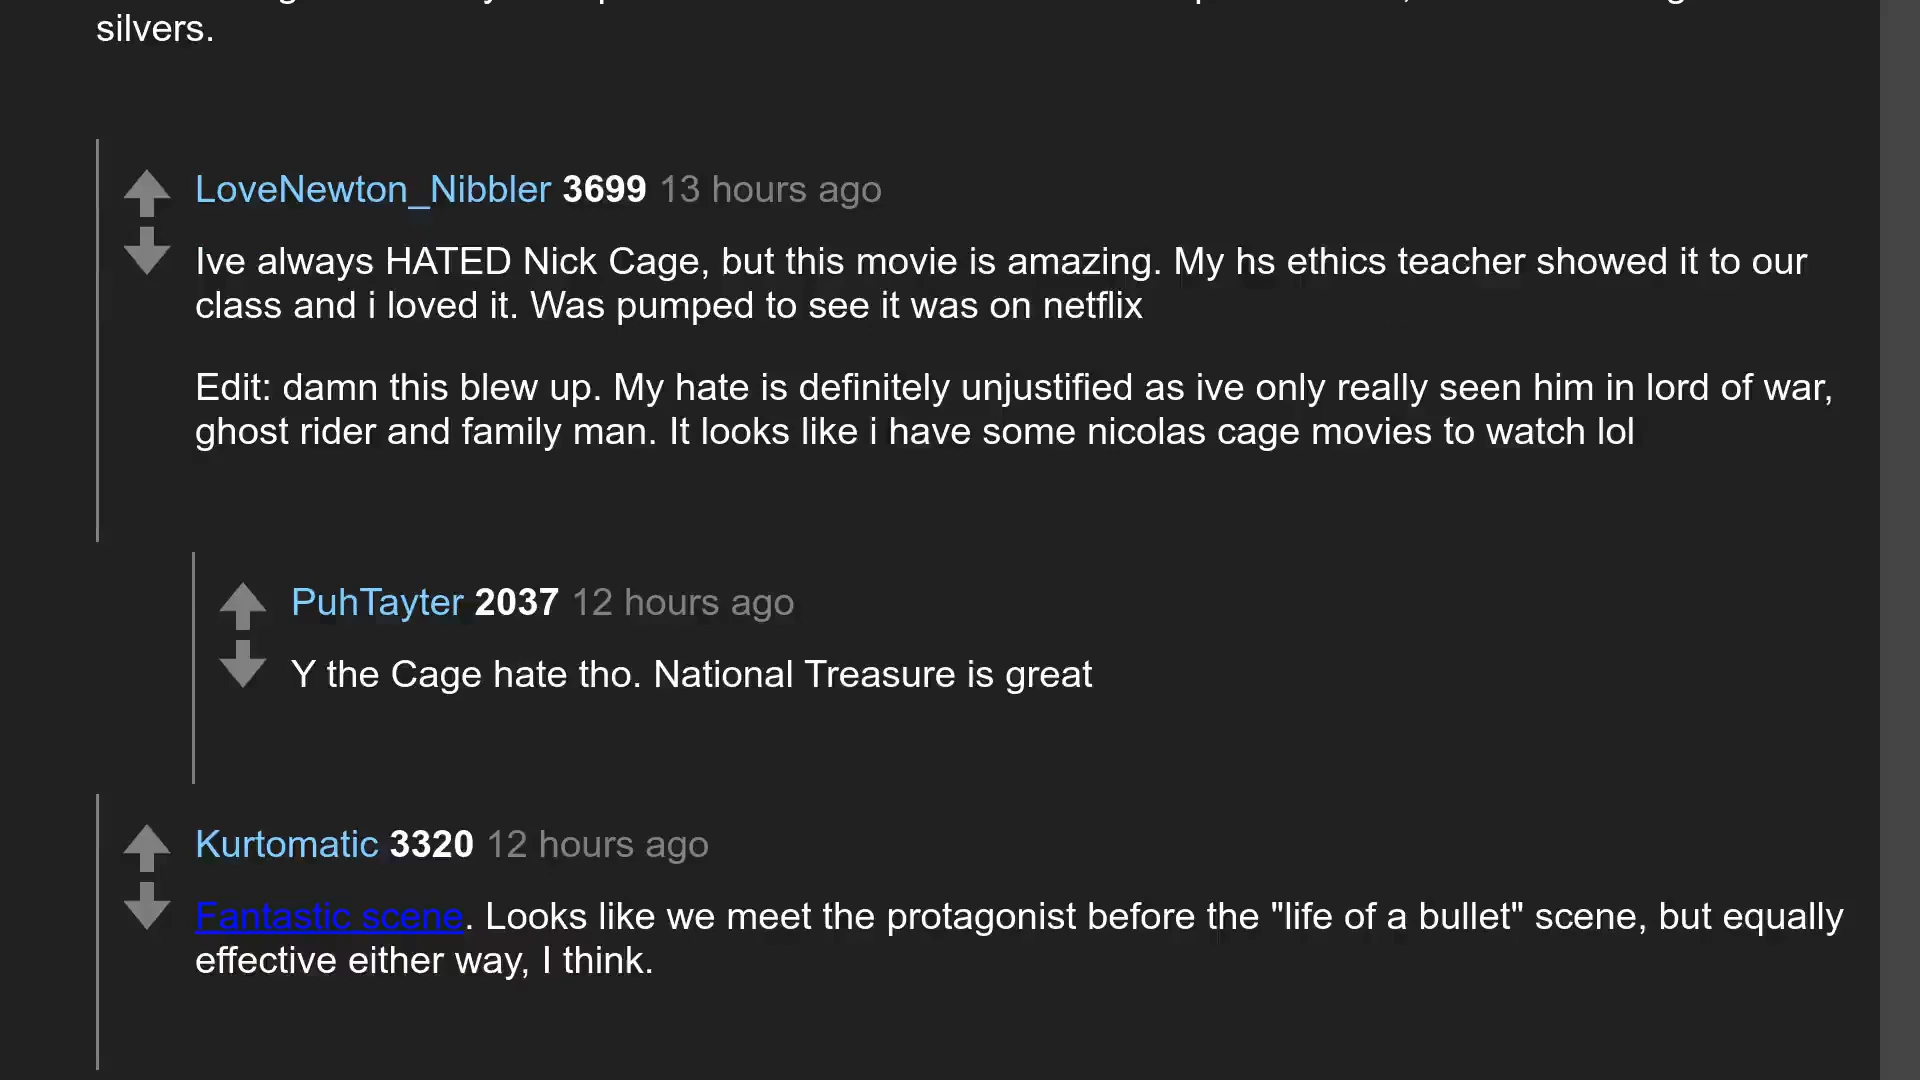 silvers.
LoveNewton_Nibbler 3699 13 hours ago
Ive always HATED Nick Cage, but this movie is amazing. My hs ethics teacher showed it to our
class and i loved it. Was pumped to see it was on netflix
Edit: damn this blew up. My hate is definitely unjustified as ive only really seen him in lord of war,
ghost rider and family man. It looks like i have some nicolas cage movies to watch lol
PuhTayter 2037 12 hours ago
Y the Cage hate tho. National Treasure is great
Kurtomatic 3320 12 hours ago
Fantastic scene. Looks like we meet the protagonist before the "life of a bullet" scene, but equally
effective either way, I think.